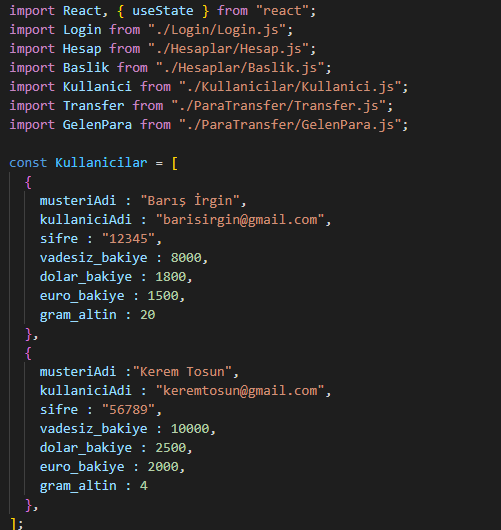 import React, { useState } from "react";
import Login from "./Login/Login.js";
import Hesap from "./Hesaplar/Hesap.js";
import Baslik from "./Hesaplar/Baslik.js";
import Kullanici from "./Kullanicilar/Kullanici.js";
import Transfer from "./ParaTransfer/Transfer.js";
import GelenPara from "./ParaTransfer/GelenPara.js";

const Kullanicilar = [
  {
    musteriAdi : "Barış İrgin",
    kullaniciAdi : "barisirgin@gmail.com",
    sifre : "12345",
    vadesiz_bakiye : 8000,
    dolar_bakiye : 1800,
    euro_bakiye : 1500,
    gram_altin : 20
  },
  {
    musteriAdi :"Kerem Tosun",
    kullaniciAdi : "keremtosun@gmail.com",
    sifre : "56789",
    vadesiz_bakiye : 10000,
    dolar_bakiye : 2500,
    euro_bakiye : 2000,
    gram_altin : 4
  },
];